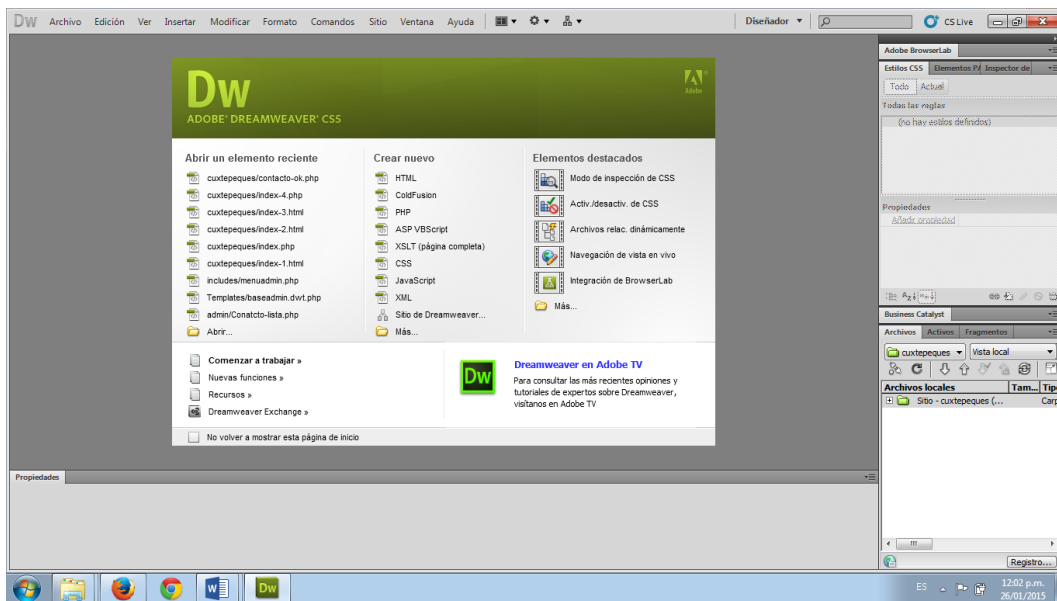 DW Archivo Edición Ver Insertar Modificar Formato Comandos Sitio Ventana Ayuda Diseñador CS Live
Dw
ADOBE® DREAMWEAVER® CS5
Adobe
Abrir un elemento reciente
cuxtepeques/contacto-ok.php
cuxtepeques/index-4.php
cuxtepeques/index-3.html
cuxtepeques/index-2.html
cuxtepeques/index.php
cuxtepeques/index-1.html
includes/menuadmin.php
Templates/baseadmin.dwt.php
admin/Conatcto-lista.php
Abrir...
Crear nuevo
HTML
ColdFusion
PHP
ASP VBScript
XSLT (página completa)
CSS
JavaScript
XML
Sitio de Dreamweaver...
Más...
Elementos destacados
Modo de inspección de CSS
Activ./desactiv. de CSS
Archivos relac. dinámicamente
Navegación de vista en vivo
Integración de BrowserLab
Más...
Comenzar a trabajar »
Nuevas funciones »
Recursos »
Dreamweaver Exchange »
Dw
Dreamweaver en Adobe TV
Para consultar las más recientes opiniones y
tutoriales de expertos sobre Dreamweaver,
visítanos en Adobe TV
No volver a mostrar esta página de inicio
Propiedades
Adobe BrowserLab
Estilos CSS Elementos PA Inspector de
Todo Actual
Todas las reglas
(no hay estilos definidos)
Propiedades
Añadir propiedad
Business Catalyst
Archivos Activos Fragmentos
cuxtepeques Vista local
Archivos locales Tam... Tipo
Sitio - cuxtepeques (... Carp
Registro...
W Dw
ES 12:02 p.m.
26/01/2015